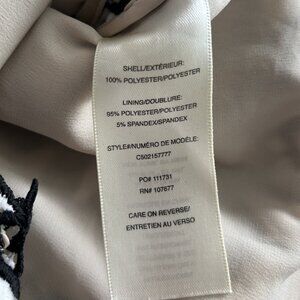 SHELL/EXTÉRIEUR:
100% POLYESTER/POLYESTER
LINING/DOUBLURE:
95% POLYESTER/POLYESTER
5% SPANDEX/SPANDEX
STYLE#/NUMÉRO DE MODÈLE:
C502157777
PO# 111731
RN# 107677
CARE ON REVERSE/
ENTRETIEN AU VERSO